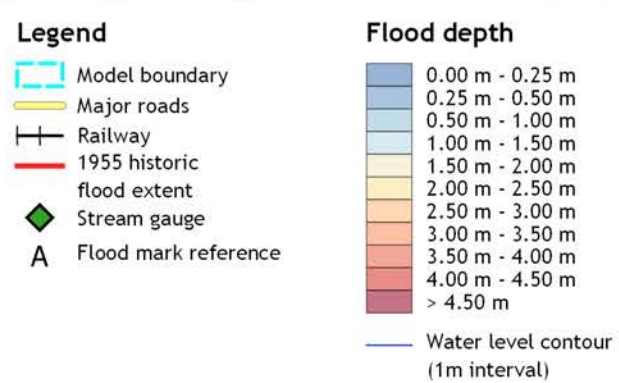 Legend
Model boundary
Major roads
Railway
1955 historic
flood extent
Stream gauge
A Flood mark reference
Flood depth
0.00 m - 0.25 m
0.25 m - 0.50 m
0.50 m - 1.00 m
1.00 m - 1.50 m
1.50 m - 2.00 m
2.00 m - 2.50 m
2.50 m - 3.00 m
3.00 m - 3.50 m
3.50 m - 4.00 m
4.00 m - 4.50 m
> 4.50 m
Water level contour
(1m interval)